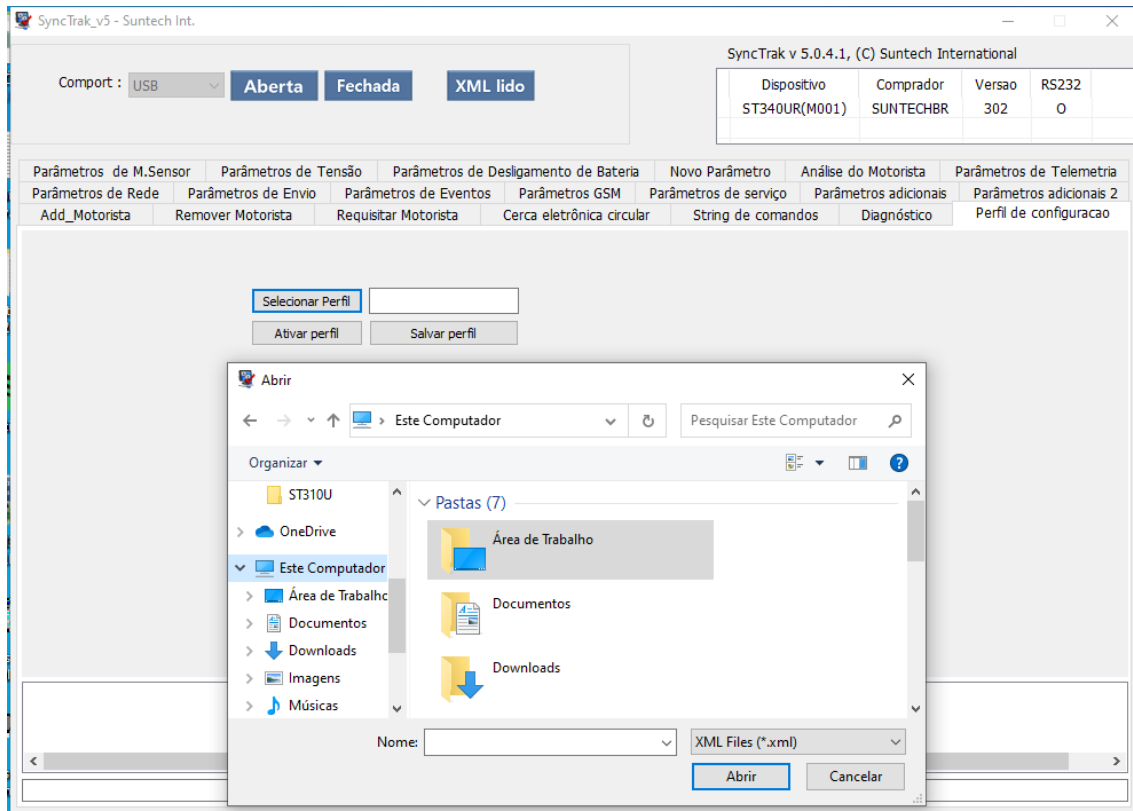 SyncTrak_v5 - Suntech Int.
SyncTrak v 5.0.4.1, (C) Suntech International
Comport : USB Aberta Fechada XML lido
Dispositivo Comprador Versao RS232
ST340UR(M001) SUNTECHBR 302 O
Parâmetros de M.Sensor Parâmetros de Tensão Parâmetros de Desligamento de Bateria Novo Parâmetro Análise do Motorista Parâmetros de Telemetria
Parâmetros de Rede Parâmetros de Envio Parâmetros de Eventos Parâmetros GSM Parâmetros de serviço Parâmetros adicionais Parâmetros adicionais 2
Add_Motorista Remover Motorista Requisitar Motorista Cerca eletrônica circular String de comandos Diagnóstico Perfil de configuracao
Selecionar Perfil
Ativar perfil Salvar perfil
Abrir
Este Computador Pesquisar Este Computador
Organizar
ST310U
OneDrive
Este Computador
Área de Trabalho
Documentos
Downloads
Imagens
Músicas
Pastas (7)
Área de Trabalho
Documentos
Downloads
Nome: XML Files (*.xml)
Abrir Cancelar